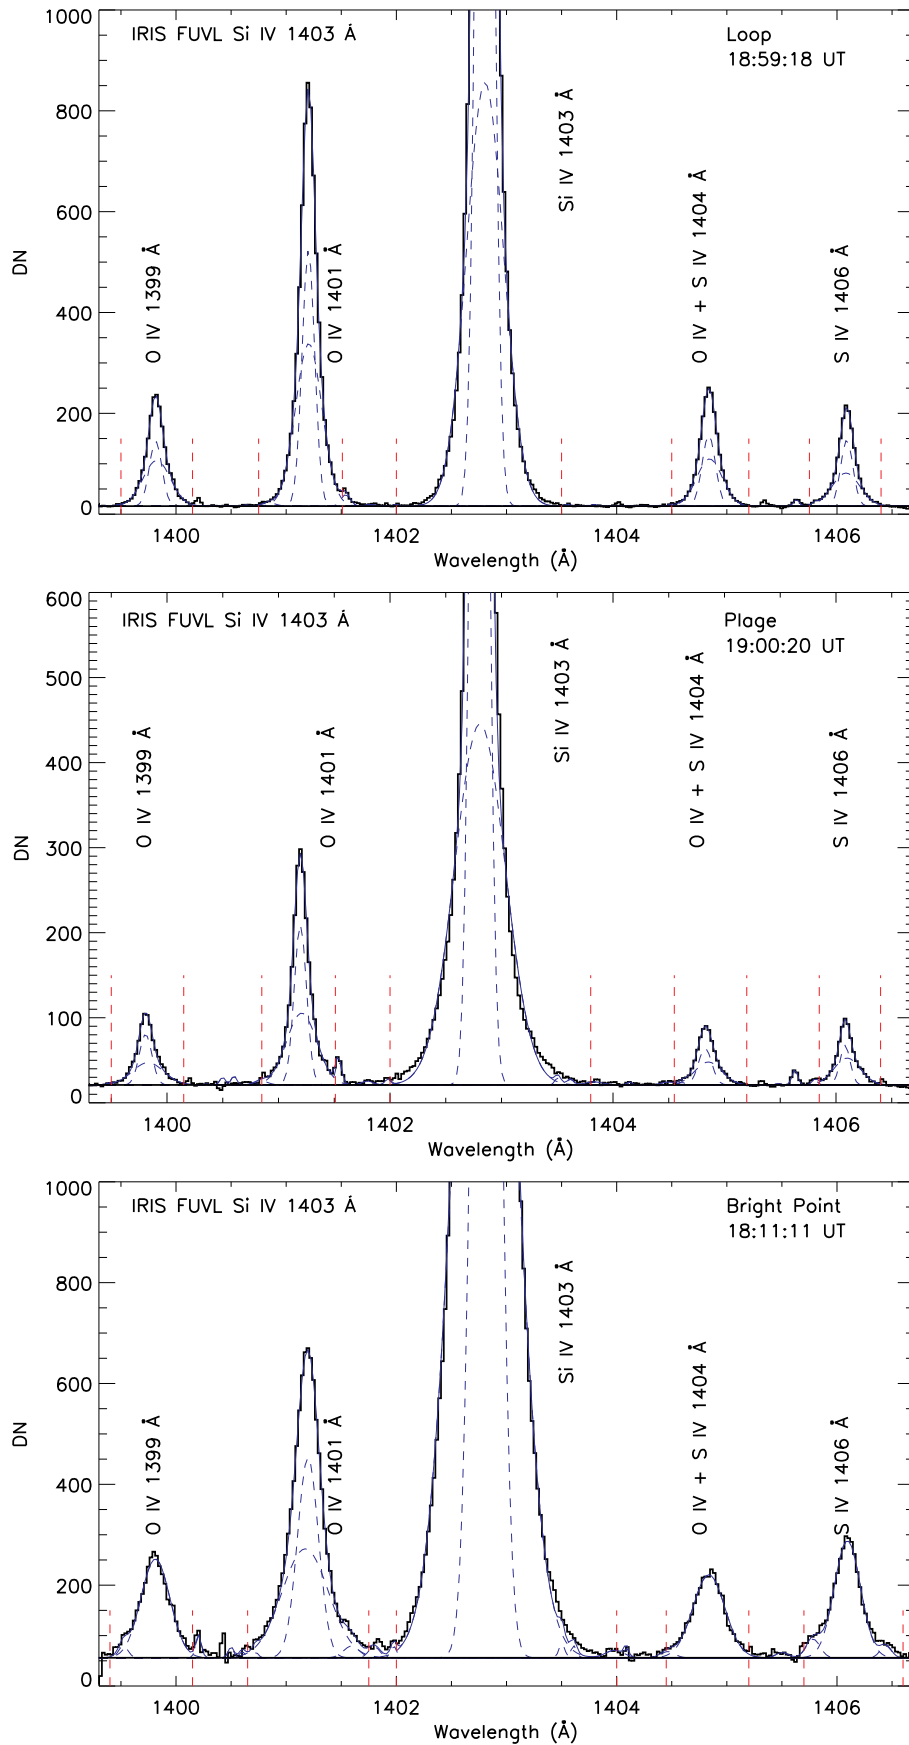 IRIS FUVL Si IV 1403 Å
Loop
18:59:18 UT
1000
800
600
400
200
0
DN
O IV 1399 Å
O IV 1401 Å
Si IV 1403 Å
O IV + S IV 1404 Å
S IV 1406 Å
1400
1402
1404
1406
Wavelength (Å)
IRIS FUVL Si IV 1403 Å
Plage
19:00:20 UT
600
500
400
300
200
100
0
DN
O IV 1399 Å
O IV 1401 Å
Si IV 1403 Å
O IV + S IV 1404 Å
S IV 1406 Å
1400
1402
1404
1406
Wavelength (Å)
IRIS FUVL Si IV 1403 Å
Bright Point
18:11:11 UT
1000
800
600
400
200
0
DN
O IV 1399 Å
O IV 1401 Å
Si IV 1403 Å
O IV + S IV 1404 Å
S IV 1406 Å
1400
1402
1404
1406
Wavelength (Å)